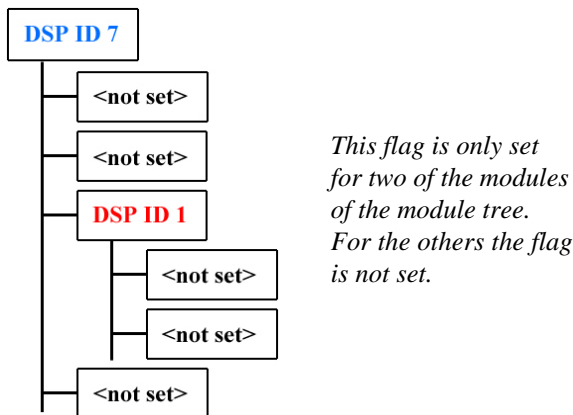 DSP ID 7
<not set>
<not set>
DSP ID 1
<not set>
<not set>
<not set>
This flag is only set
for two of the modules
of the module tree.
For the others the flag
is not set.